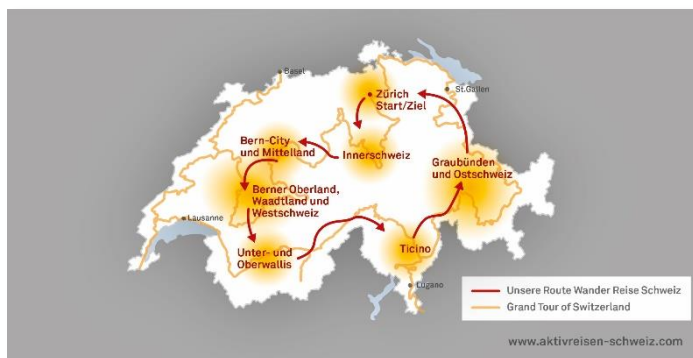 Basel
Zürich
Start/Ziel
St.Gallen
Bern-City
und Mittelland
Innerschweiz
Graubünden
und Ostschweiz
Berner Oberland,
Waadtland und
Westschweiz
Lausanne
Unter- und
Oberwallis
Ticino
Lugano
Unsere Route Wander Reise Schweiz
Grand Tour of Switzerland
www.aktivreisen-schweiz.com